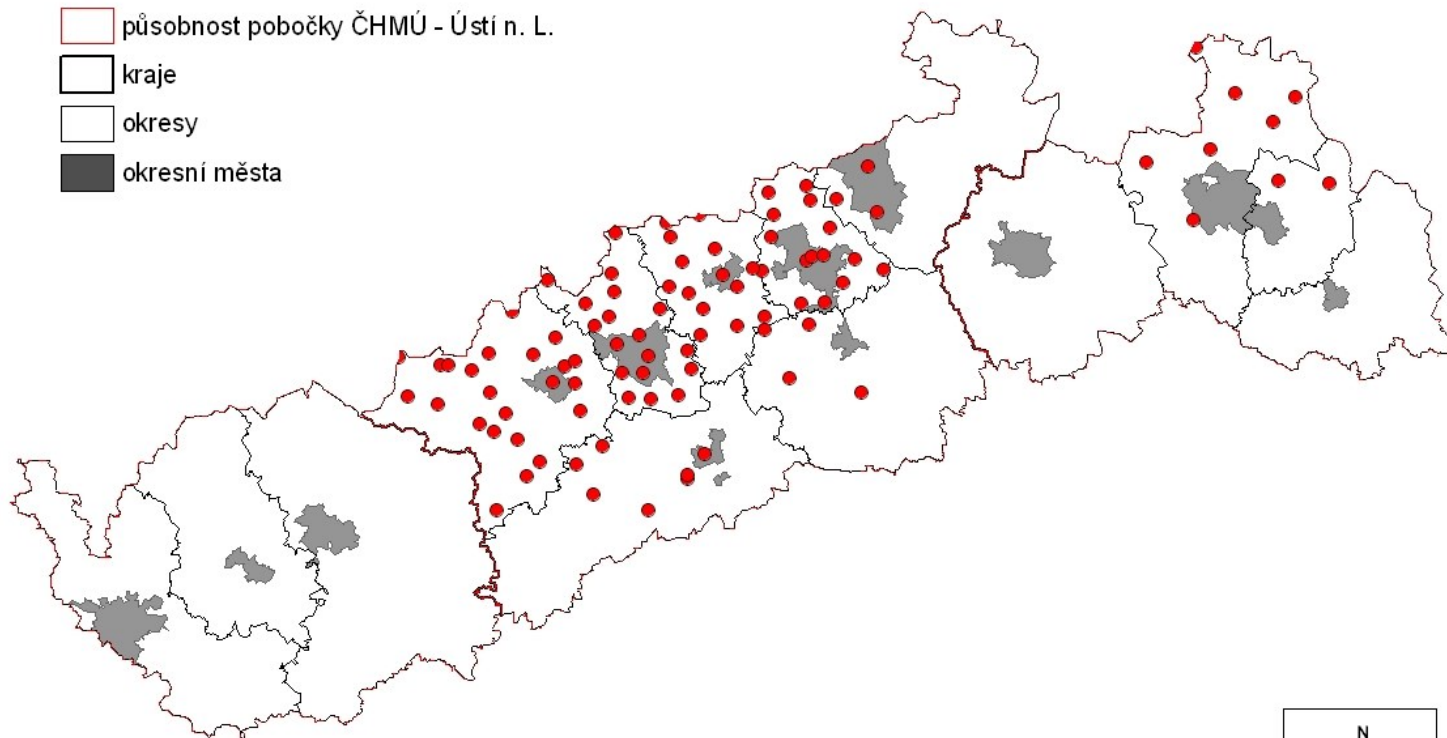 působnost pobočky ČHMÚ - Ústí n. L.
kraje
okresy
okresní města
N